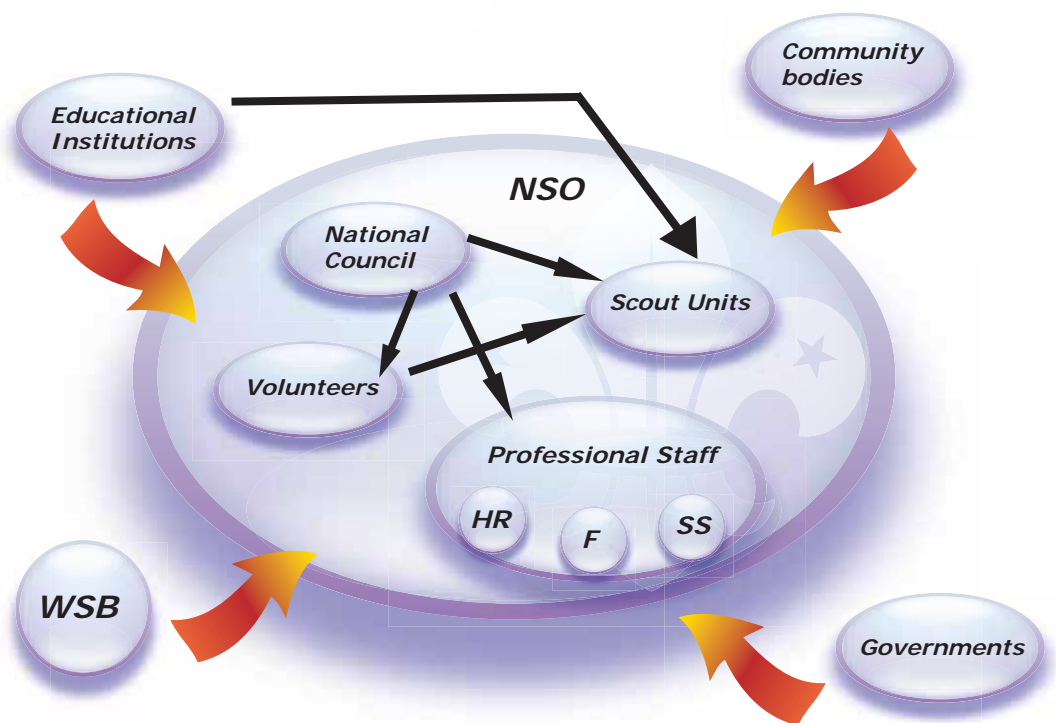 Community
bodies
Educational
Institutions
NSO
National
Council
Scout Units
Volunteers
Professional Staff
HR
F
SS
WSB
Governments